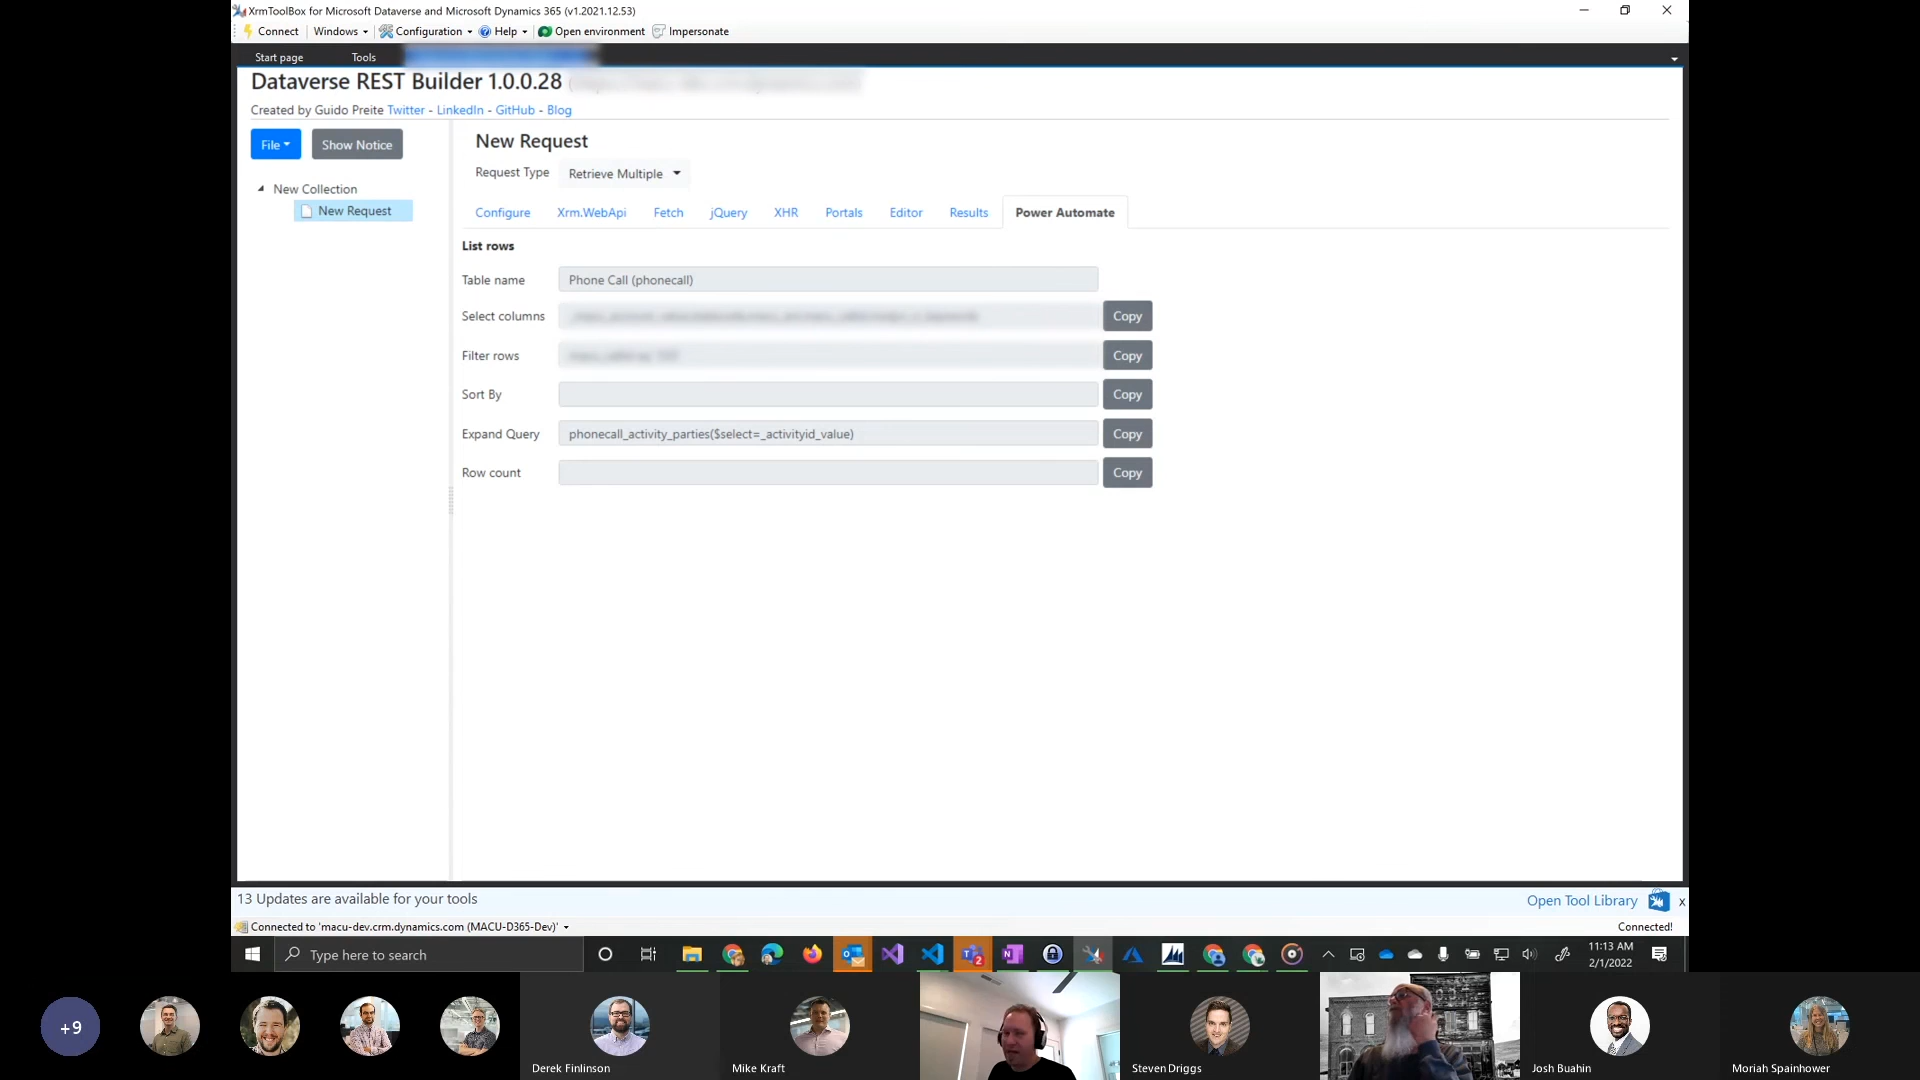 XrmToolBox for Microsoft Dataverse and Microsoft Dynamics 365 (v1.2021.12.53)
Connect Windows Configuration Help Open environment Impersonate
Start page Tools
Dataverse REST Builder 1.0.0.28
Created by Guido Preite Twitter - LinkedIn - GitHub - Blog
File Show Notice
New Collection
New Request
New Request
Request Type Retrieve Multiple
Configure Xrm.WebApi Fetch jQuery XHR Portals Editor Results Power Automate
List rows
Table name Phone Call (phonecall)
Select columns Copy
Filter rows Copy
Sort By Copy
Expand Query phonecall_activity_parties($select=_activityid_value) Copy
Row count Copy
13 Updates are available for your tools
Open Tool Library x
Connected to 'macu-dev.crm.dynamics.com (MACU-D365-Dev)'
Connected!
Type here to search
2
11:13 AM
2/1/2022
+9
Derek Finlinson
Mike Kraft
Steven Driggs
Josh Buahin
Moriah Spainhower